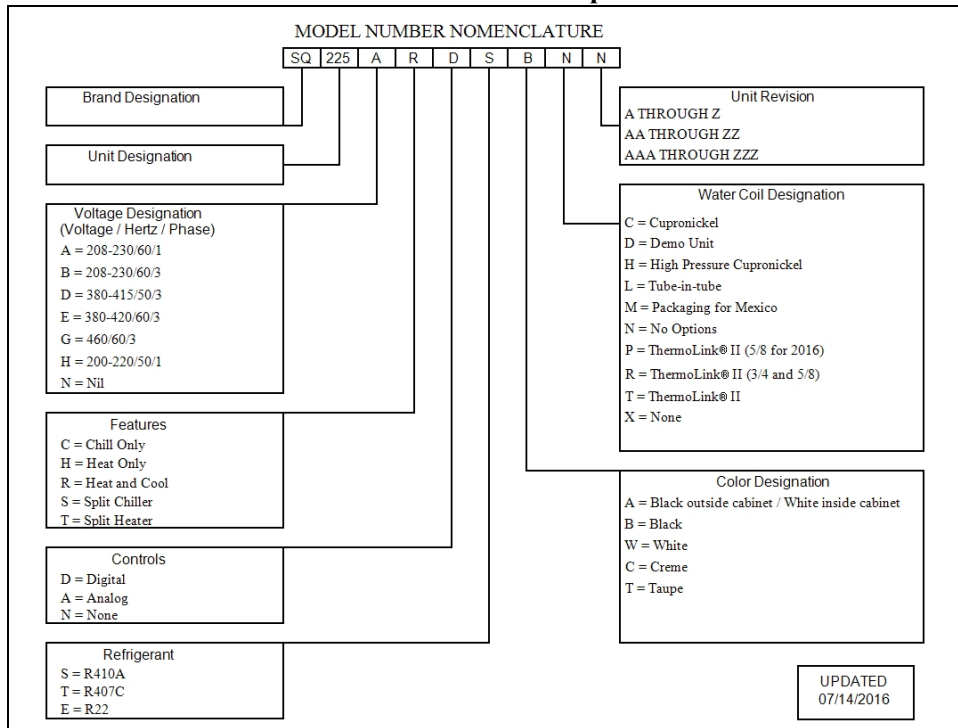 MODEL NUMBER NOMENCLATURE
SQ 225 A R D S B N N
Brand Designation
Unit Designation
Voltage Designation
(Voltage / Hertz / Phase)
A = 208-230/60/1
B = 208-230/60/3
D = 380-415/50/3
E = 380-420/60/3
G = 460/60/3
H = 200-220/50/1
N = Nil
Features
C = Chill Only
H = Heat Only
R = Heat and Cool
S = Split Chiller
T = Split Heater
Controls
D = Digital
A = Analog
N = None
Refrigerant
S = R410A
T = R407C
E = R22
Unit Revision
A THROUGH Z
AA THROUGH ZZ
AAA THROUGH ZZZ
Water Coil Designation
C = Cupronickel
D = Demo Unit
H = High Pressure Cupronickel
L = Tube-in-tube
M = Packaging for Mexico
N = No Options
P = ThermoLink® II (5/8 for 2016)
R = ThermoLink® II (3/4 and 5/8)
T = ThermoLink® II
X = None
Color Designation
A = Black outside cabinet / White inside cabinet
B = Black
W = White
C = Creme
T = Taupe
UPDATED
07/14/2016